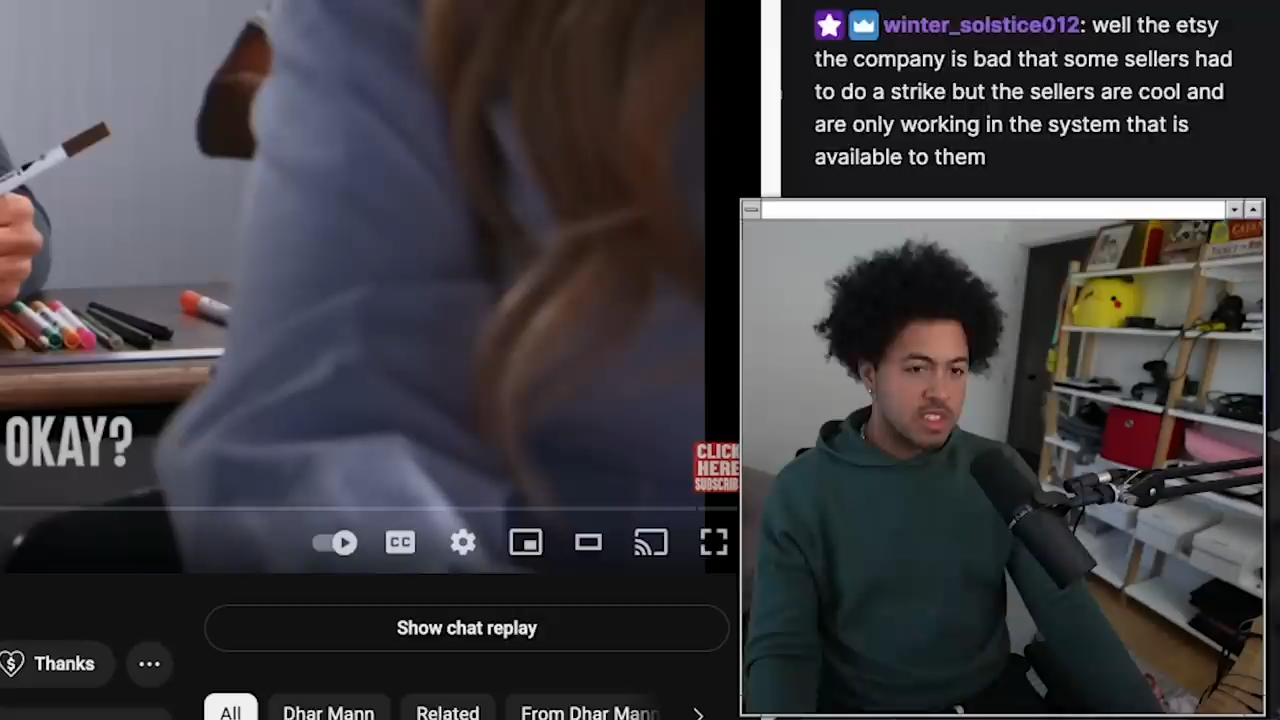 winter_solstice012: well the etsy
the company is bad that some sellers had
to do a strike but the sellers are cool and
are only working in the system that is
available to them
OKAY?
CLICK
HERE
SUBSCRIB
CC
Show chat replay
Thanks
All
Dhar Mann
Related
From Dhar Mann